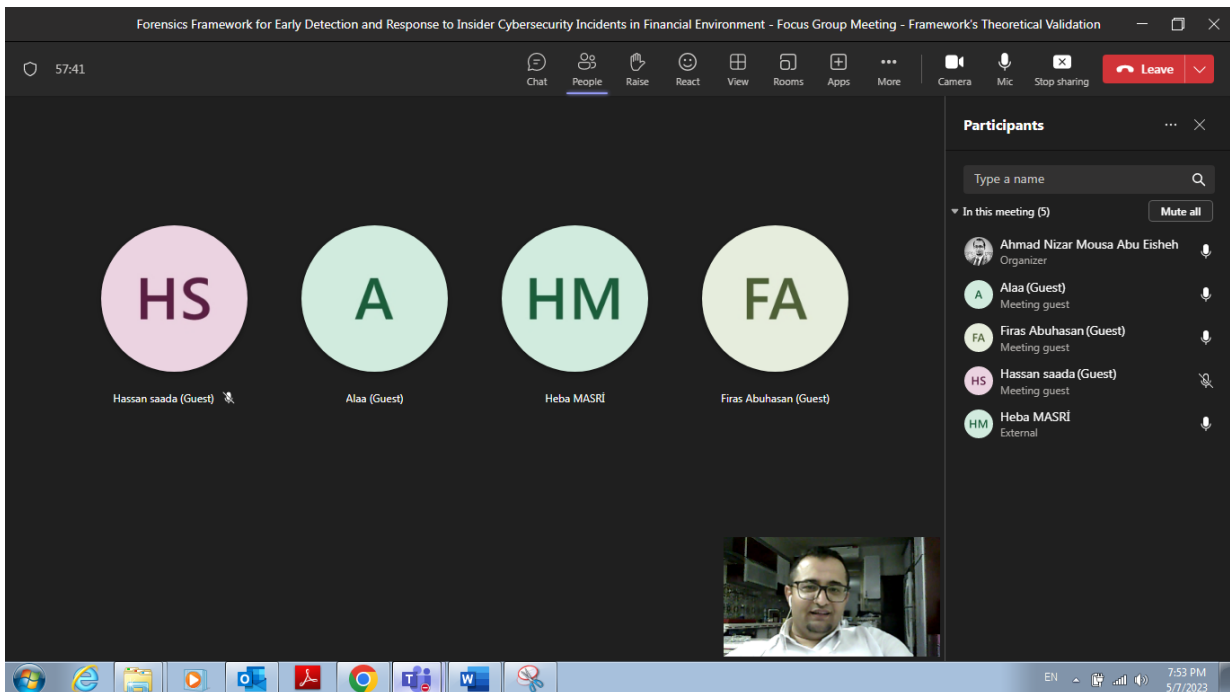 Forensics Framework for Early Detection and Response to Insider Cybersecurity Incidents in Financial Environment - Focus Group Meeting - Framework's Theoretical Validation
57:41
Chat
People
Raise
React
View
Rooms
Apps
More
Camera
Mic
Stop sharing
Leave
Participants
Type a name
In this meeting (5)
Mute all
Ahmad Nizar Mousa Abu Eisheh
Organizer
A
Alaa (Guest)
Meeting guest
FA
Firas Abuhasan (Guest)
Meeting guest
HS
Hassan saada (Guest)
Meeting guest
HM
Heba MASRİ
External
HS
A
HM
FA
Hassan saada (Guest)
Alaa (Guest)
Heba MASRİ
Firas Abuhasan (Guest)
EN
7:53 PM
5/7/2023